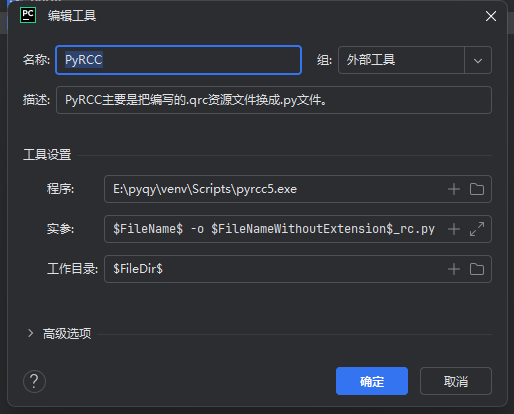 PC 编辑工具
名称: PyRCC 组: 外部工具
描述: PyRCC主要是把编写的.qrc资源文件换成.py文件。
工具设置
程序: E:\pyqy\venv\Scripts\pyrcc5.exe
实参: $FileName$ -o $FileNameWithoutExtension$_rc.py
工作目录: $FileDir$
高级选项
? 确定 取消